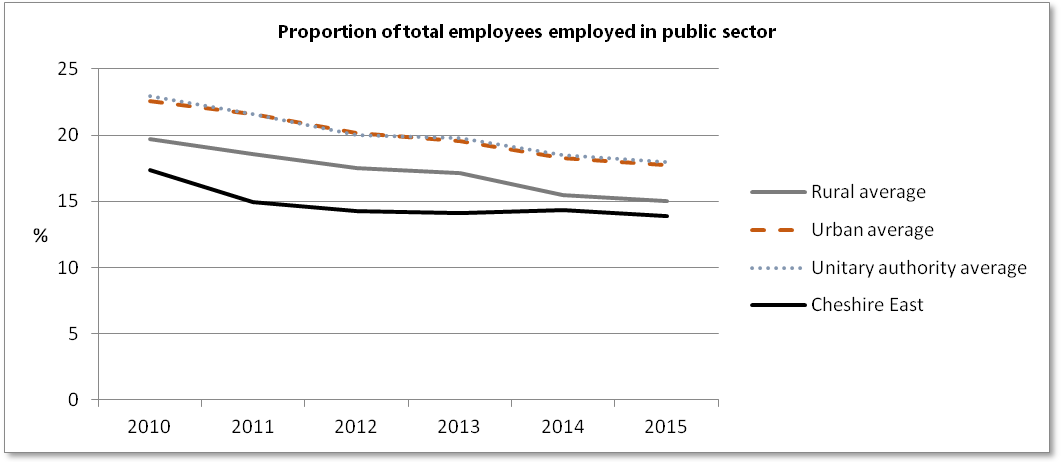 Proportion of total employees employed in public sector
25
20
15
10
5
0
%
2010 2011 2012 2013 2014 2015
Rural average
Urban average
Unitary authority average
Cheshire East